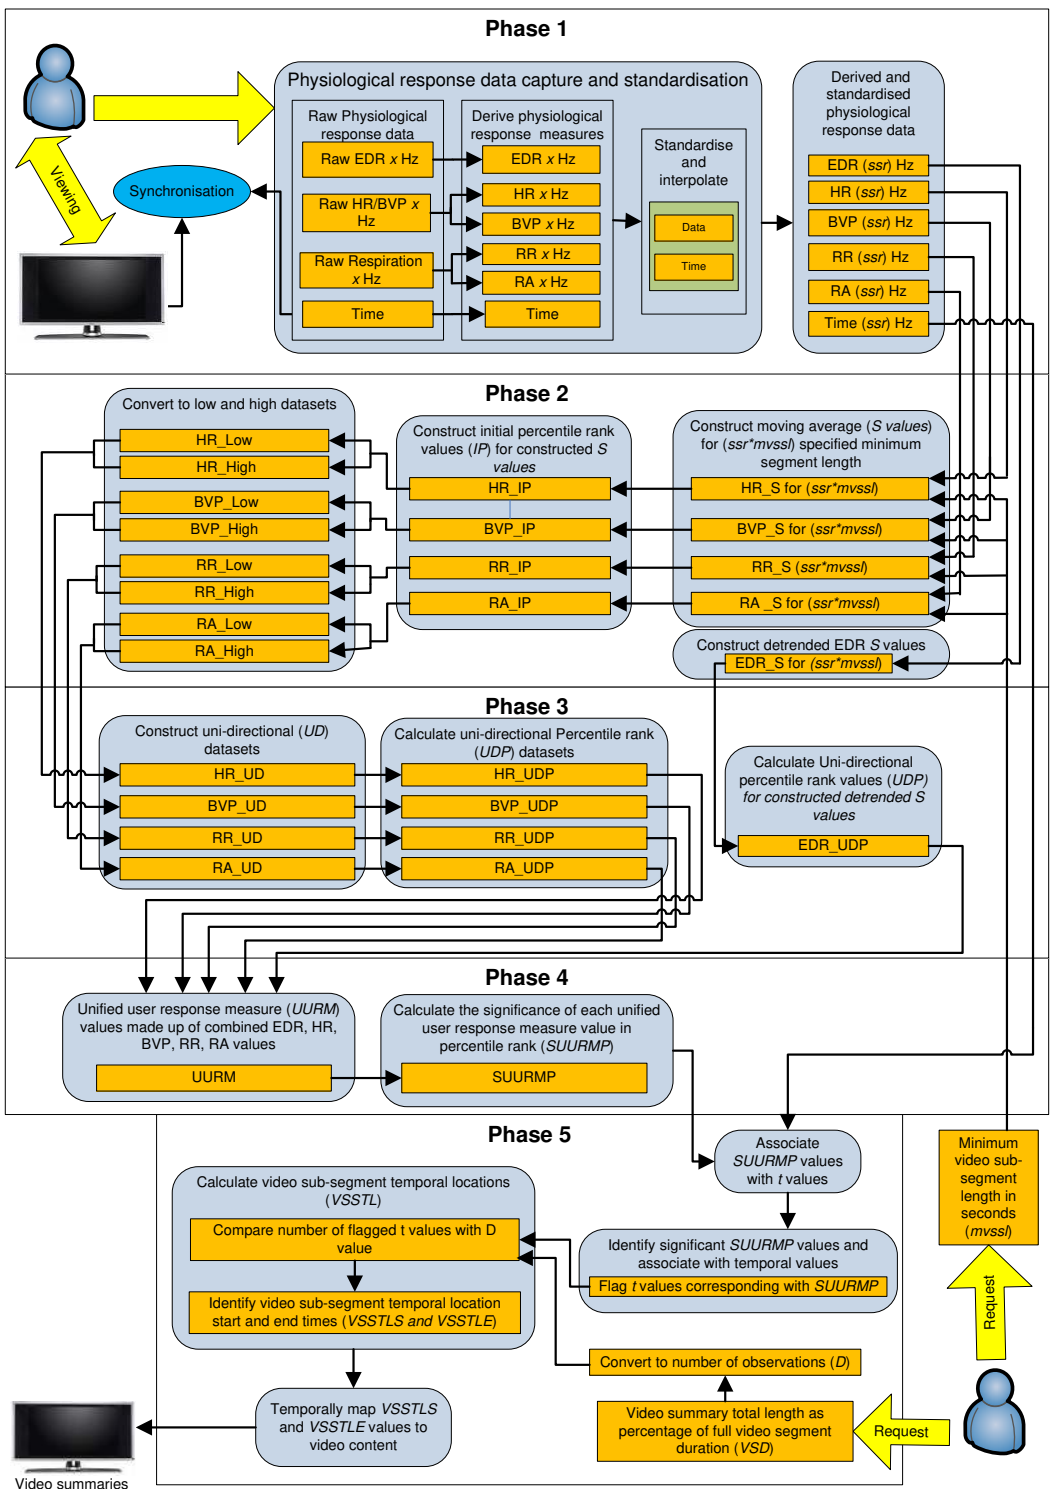 Phase 1
Physiological response data capture and standardisation
Raw Physiological
response data
Raw EDR x Hz
Raw HR/BVP x
Hz
Raw Respiration
x Hz
Time
Derive physiological
response measures
EDR x Hz
HR x Hz
BVP x Hz
RR x Hz
RA x Hz
Time
Standardise
and
interpolate
Data
Time
Derived and
standardised
physiological
response data
EDR (ssr) Hz
HR (ssr) Hz
BVP (ssr) Hz
RR (ssr) Hz
RA (ssr) Hz
Time (ssr) Hz
Viewing
Synchronisation
Phase 2
Convert to low and high datasets
HR_Low
HR_High
BVP_Low
BVP_High
RR_Low
RR_High
RA_Low
RA_High
Construct initial percentile rank
values (IP) for constructed S
values
HR_IP
BVP_IP
RR_IP
RA_IP
Construct moving average (S values)
for (ssr*mvssl) specified minimum
segment length
HR_S for (ssr*mvssl)
BVP_S for (ssr*mvssl)
RR_S (ssr*mvssl)
RA _S for (ssr*mvssl)
Construct detrended EDR S values
EDR_S for (ssr*mvssl)
Phase 3
Construct uni-directional (UD)
datasets
HR_UD
BVP_UD
RR_UD
RA_UD
Calculate uni-directional Percentile rank
(UDP) datasets
HR_UDP
BVP_UDP
RR_UDP
RA_UDP
Calculate Uni-directional
percentile rank values (UDP)
for constructed detrended S
values
EDR_UDP
Phase 4
Unified user response measure (UURM)
values made up of combined EDR, HR,
BVP, RR, RA values
UURM
Calculate the significance of each unified
user response measure value in
percentile rank (SUURMP)
SUURMP
Phase 5
Associate
SUURMP values
with t values
Minimum
video sub-
segment
length in
seconds
(mvssl)
Calculate video sub-segment temporal locations
(VSSTL)
Compare number of flagged t values with D
value
Identify video sub-segment temporal location
start and end times (VSSTLS and VSSTLE)
Identify significant SUURMP values and
associate with temporal values
Flag t values corresponding with SUURMP
Request
Convert to number of observations (D)
Temporally map VSSTLS
and VSSTLE values to
video content
Video summary total length as
percentage of full video segment
duration (VSD)
Request
Video summaries